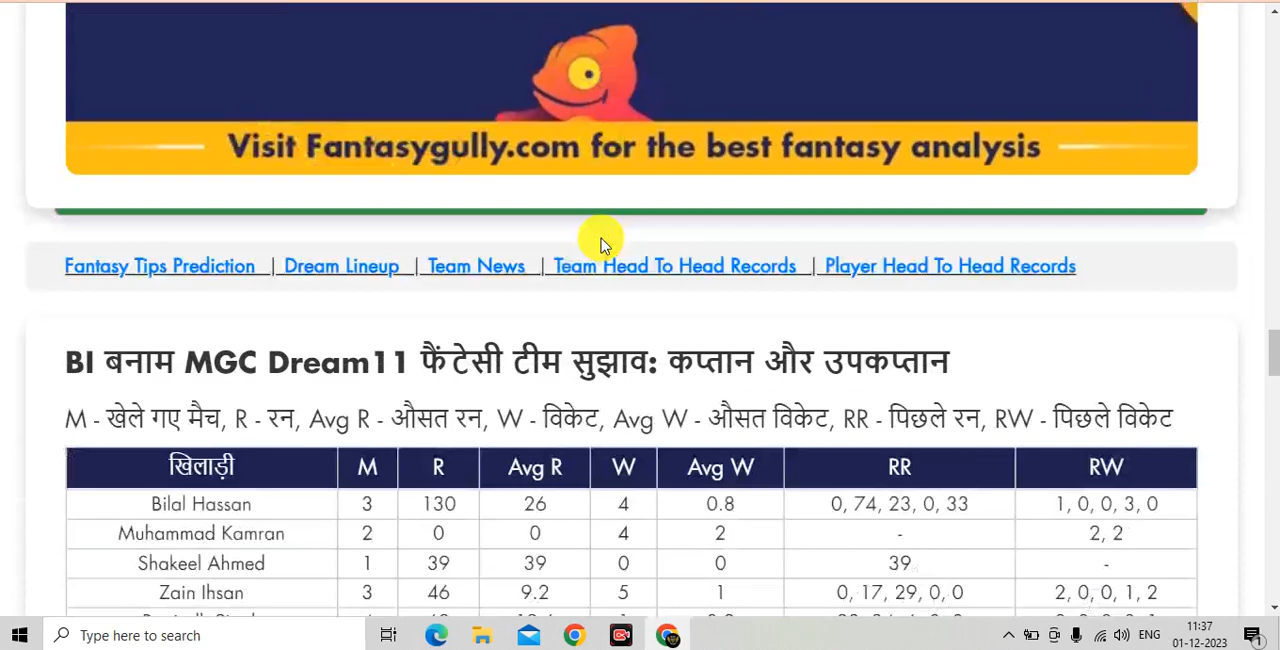 Visit Fantasygully.com for the best fantasy analysis
Fantasy Tips Prediction | Dream Lineup | Team News | Team Head To Head Records | Player Head To Head Records
BI बनाम MGC Dream11 फैंटेसी टीम सुझाव: कप्तान और उपकप्तान
M - खेले गए मैच, R - रन, Avg R - औसत रन, W - विकेट, Avg W - औसत विकेट, RR - पिछले रन, RW - पिछले विकेट
खिलाड़ी M R Avg R W Avg W RR RW
Bilal Hassan 3 130 26 4 0.8 0, 74, 23, 0, 33 1, 0, 0, 3, 0
Muhammad Kamran 2 0 0 4 2 - 2, 2
Shakeel Ahmed 1 39 39 0 0 39 -
Zain Ihsan 3 46 9.2 5 1 0, 17, 29, 0, 0 2, 0, 0, 1, 2
Type here to search
ENG
11:37
01-12-2023
1